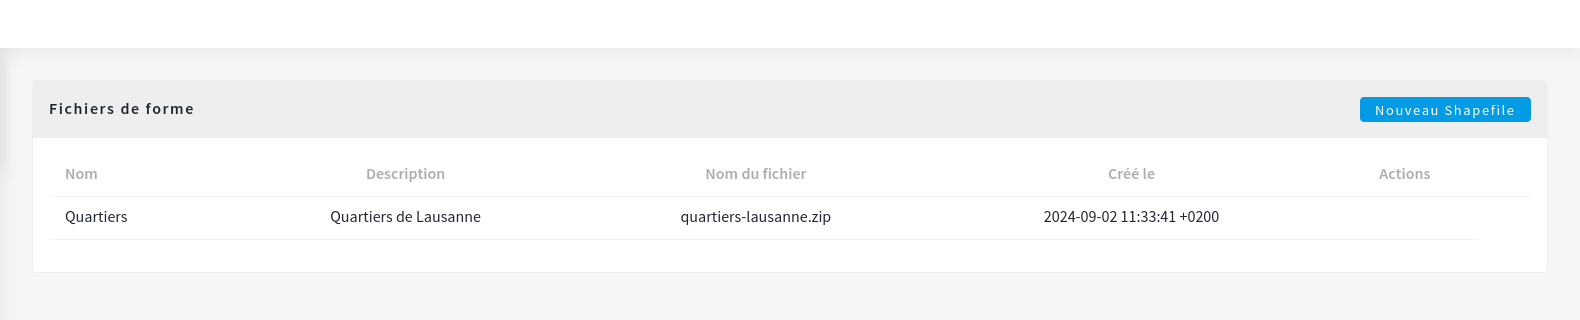 Fichiers de forme
Nouveau Shapefile
Nom Description Nom du fichier Créé le Actions
Quartiers Quartiers de Lausanne quartiers-lausanne.zip 2024-09-02 11:33:41 +0200